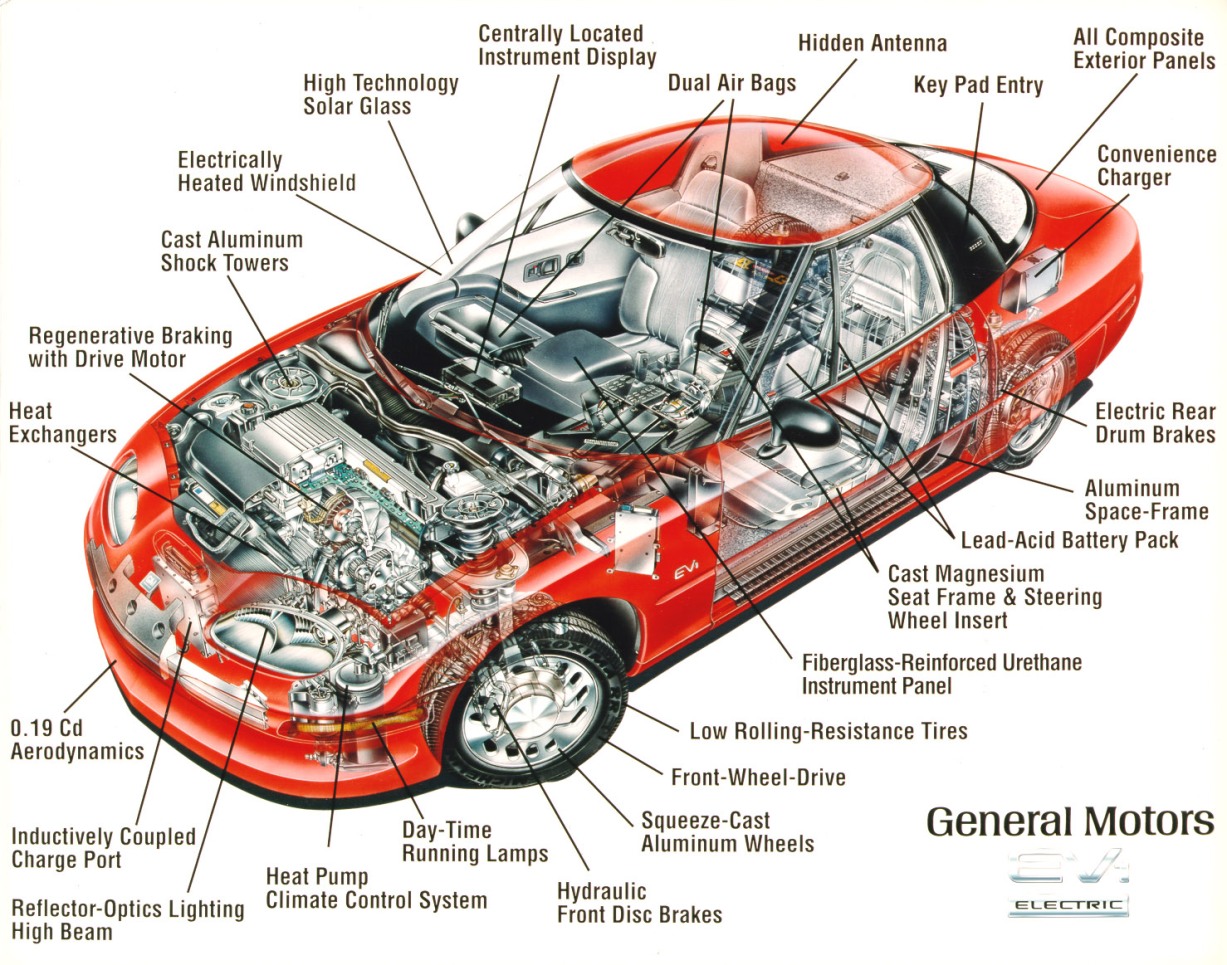 Centrally Located
Instrument Display
Hidden Antenna
All Composite
Exterior Panels
High Technology
Solar Glass
Dual Air Bags
Key Pad Entry
Electrically
Heated Windshield
Convenience
Charger
Cast Aluminum
Shock Towers
Regenerative Braking
with Drive Motor
Heat
Exchangers
Electric Rear
Drum Brakes
Aluminum
Space-Frame
Lead-Acid Battery Pack
Cast Magnesium
Seat Frame & Steering
Wheel Insert
EV1
Fiberglass-Reinforced Urethane
Instrument Panel
0.19 Cd
Aerodynamics
Low Rolling-Resistance Tires
Front-Wheel-Drive
Squeeze-Cast
Aluminum Wheels
Inductively Coupled
Charge Port
Day-Time
Running Lamps
Heat Pump
Climate Control System
Hydraulic
Front Disc Brakes
Reflector-Optics Lighting
High Beam
General Motors
EV1
ELECTRIC